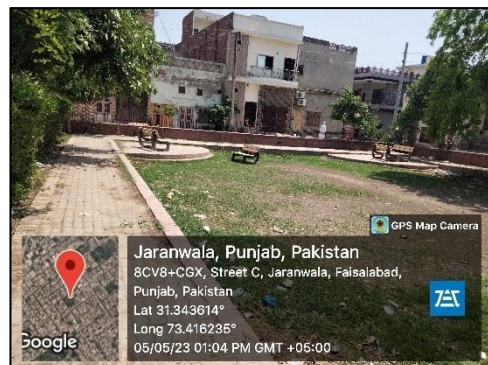 GPS Map Camera
Jaranwala, Punjab, Pakistan
8CV8+CGX, Street C, Jaranwala, Faisalabad,
Punjab, Pakistan
Lat 31.343614°
Long 73.416235°
05/05/23 01:04 PM GMT +05:00
Google